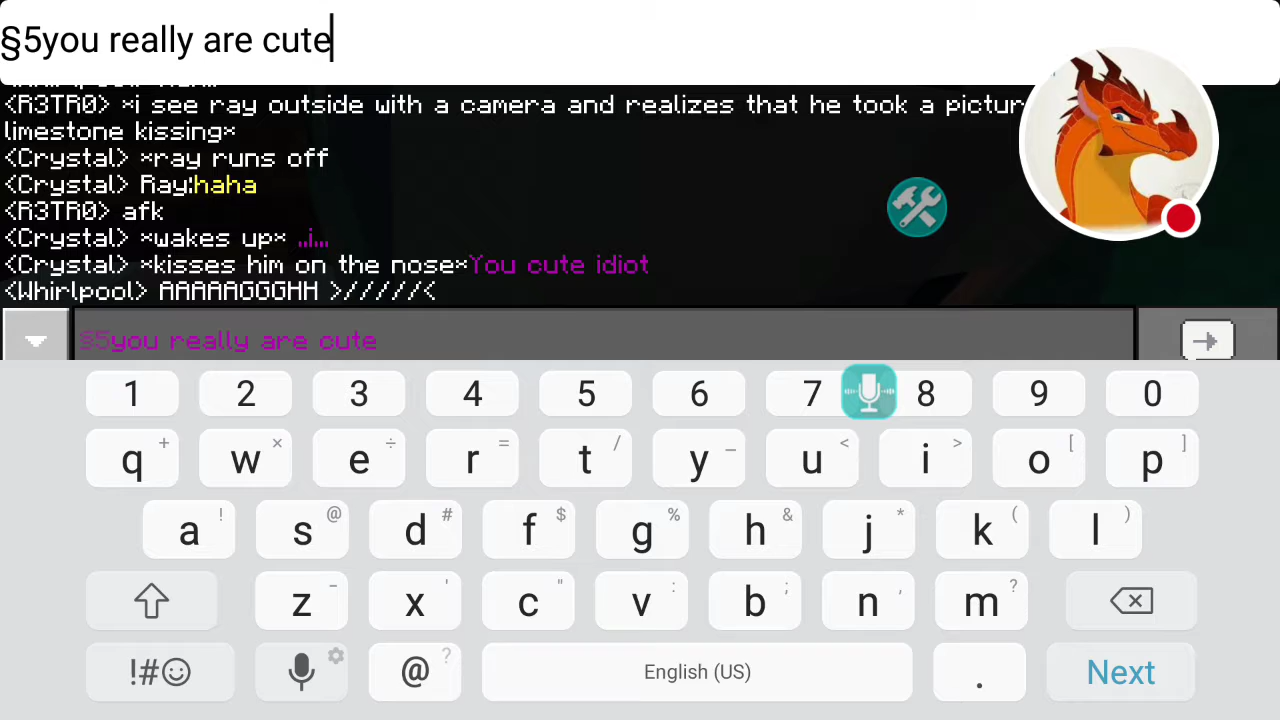 §5you really are cute
<R3TR0> *i see ray outside with a camera and realizes that he took a pictur
limestone kissing*
<Crystal> *ray runs off
<Crystal> Ray:haha
<R3TR0> afk
<Crystal> *wakes up* ..i...
<Crystal> *kisses him on the nose*You cute idiot
<Whirlpool> AAAAAGGGHH >/////<
§5you really are cute
1 2 3 4 5 6 7 8 9 0
q + w × e ÷ r = t / y _ u < i > o [ p ]
a ! s @ d # f $ g % h & j * k ( l )
z - x ' c " v : b ; n , m ?
!#☺ @ ? English (US) . Next